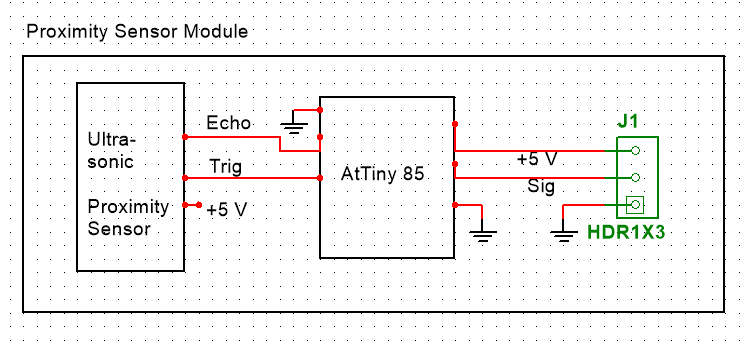 Proximity Sensor Module
Ultra-
sonic
Proximity
Sensor
Echo
Trig
+5 V
AtTiny 85
+5 V
Sig
J1
HDR1X3